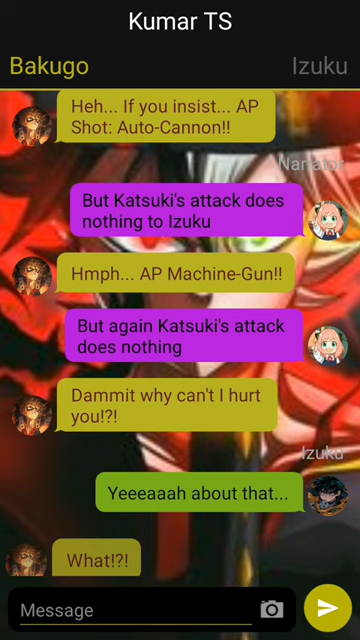 Kumar TS
Bakugo
Izuku
Heh... If you insist... AP
Shot: Auto-Cannon!!
Narrator
But Katsuki's attack does
nothing to Izuku
Hmph... AP Machine-Gun!!
But again Katsuki's attack
does nothing
Dammit why can't I hurt
you!?!
Izuku
Yeeeaaah about that...
What!?!
Message